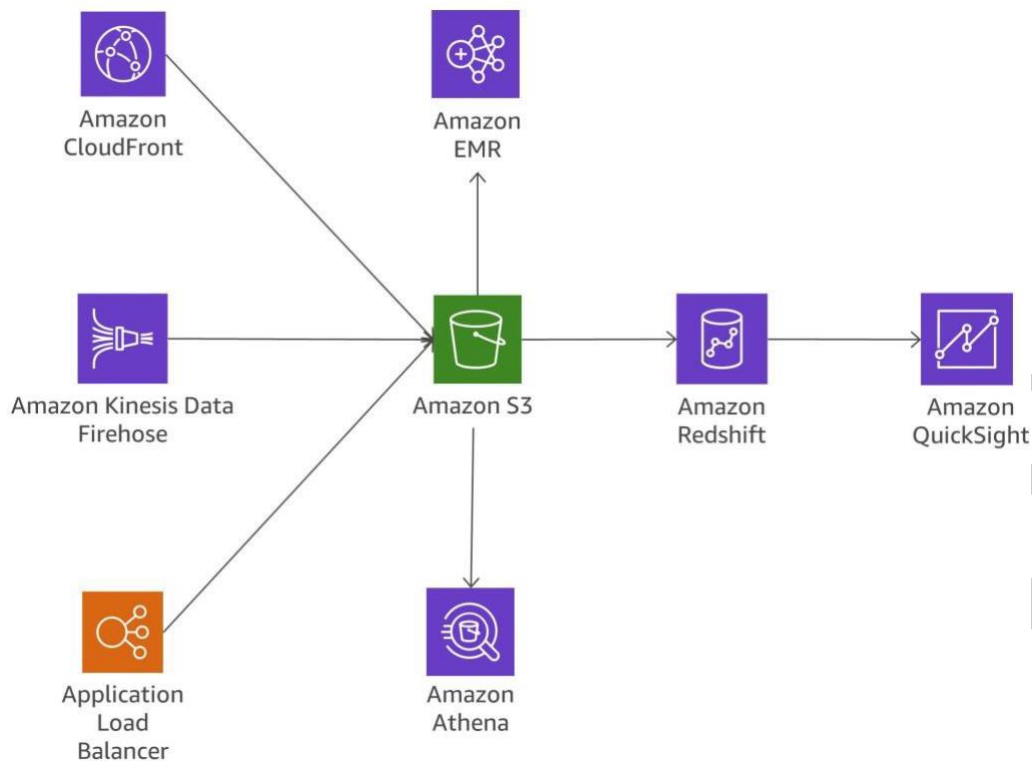 Amazon
CloudFront
Amazon
EMR
Amazon Kinesis Data
Firehose
Amazon S3
Amazon
Redshift
Amazon
QuickSight
Application
Load
Balancer
Amazon
Athena